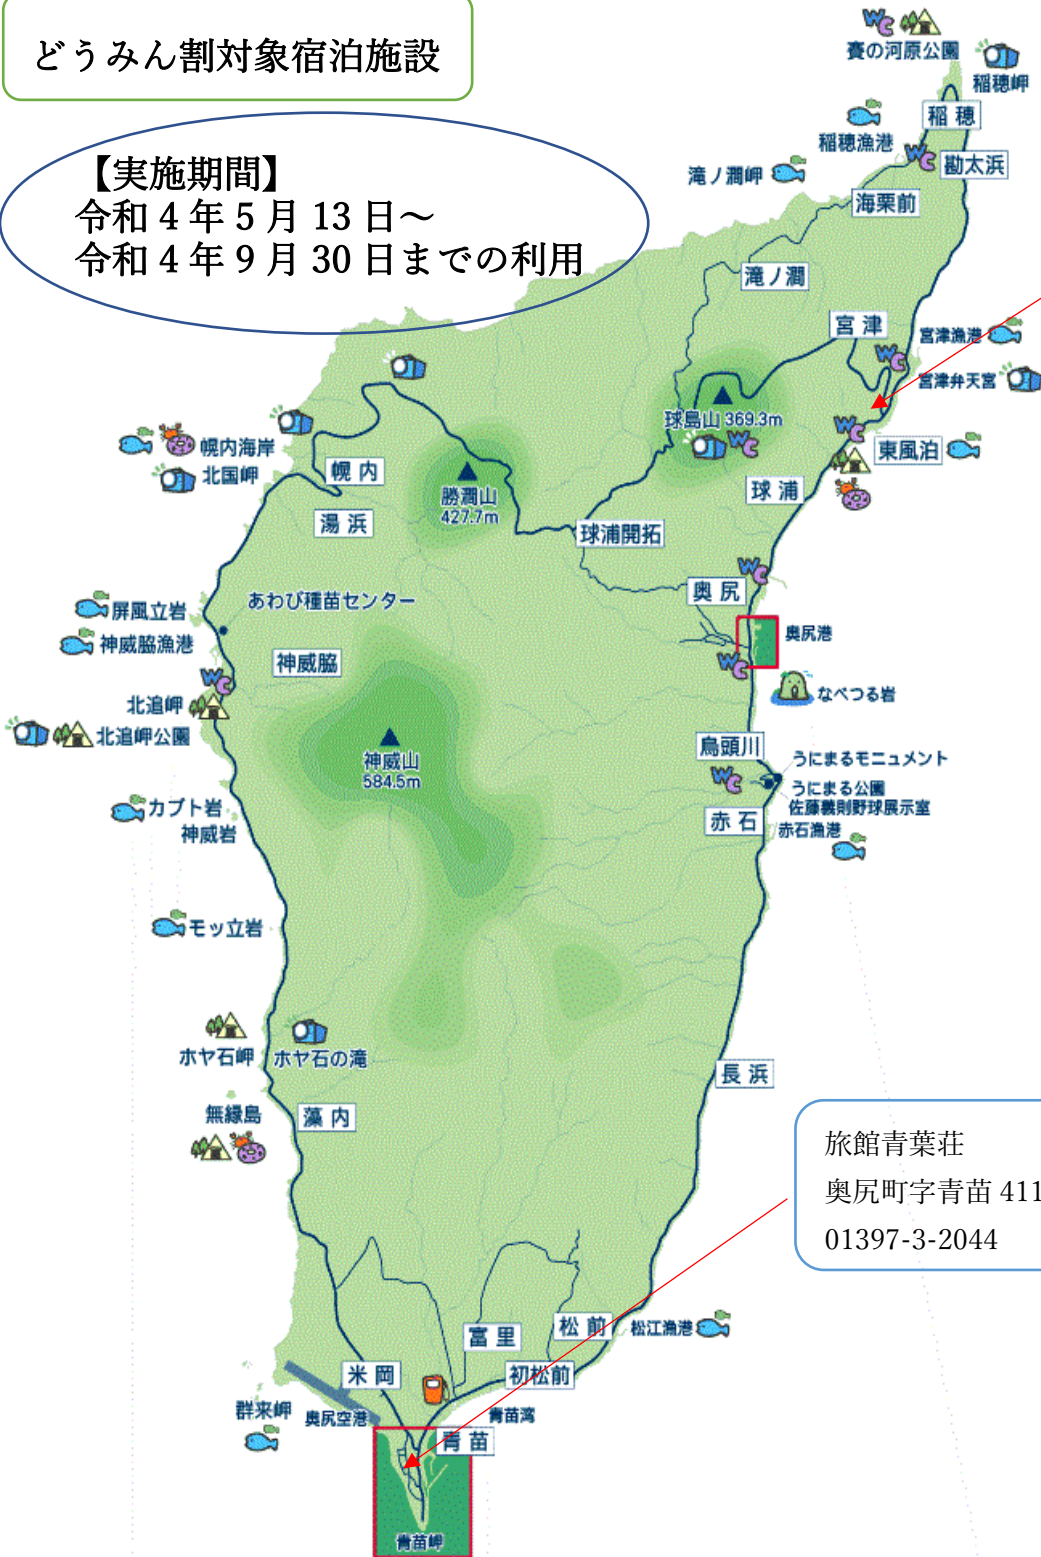 どうみん割対象宿泊施設
【実施期間】
令和４年５月13日～
令和４年９月30日までの利用
WC
賽の河原公園
稲穂岬
稲穂
稲穂漁港
WC
勘太浜
滝ノ澗岬
海栗前
滝ノ澗
宮津
宮津漁港
WC
宮津弁天宮
球島山 369.3m
WC
WC
東風泊
幌内海岸
北国岬
幌内
勝澗山
427.7m
球浦
湯浜
球浦開拓
WC
奥尻
あわび種苗センター
屏風立岩
神威脇漁港
奥尻港
神威脇
WC
WC
なべつる岩
北追岬
北追岬公園
神威山
584.5m
烏頭川
うにまるモニュメント
WC
うにまる公園
佐藤義則野球展示室
カブト岩
神威岩
赤石
赤石漁港
モッ立岩
ホヤ石岬
ホヤ石の滝
長浜
無縁島
藻内
旅館青葉荘
奥尻町字青苗411
01397-3-2044
富里
松前
松江漁港
米岡
初松前
群来岬
奥尻空港
青苗湾
青苗
青苗岬